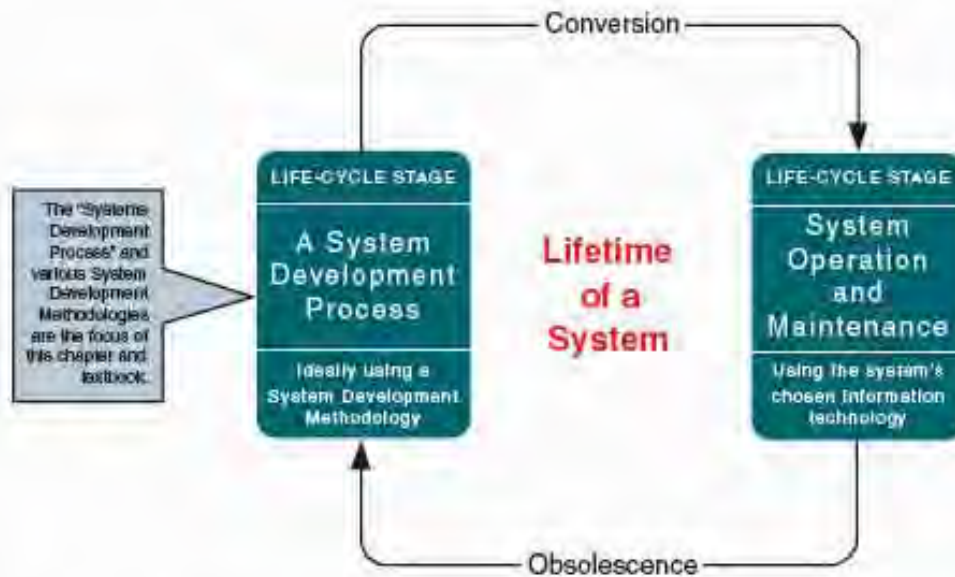 Conversion
LIFE-CYCLE STAGE
A System
Development
Process
Ideally using a
System Development
Methodology
The "Systems
Development
Process" and
various System
Development
Methodologies
are the focus of
this chapter and
textbook.
Lifetime
of a
System
LIFE-CYCLE STAGE
System
Operation
and
Maintenance
Using the system's
chosen information
technology
Obsolescence